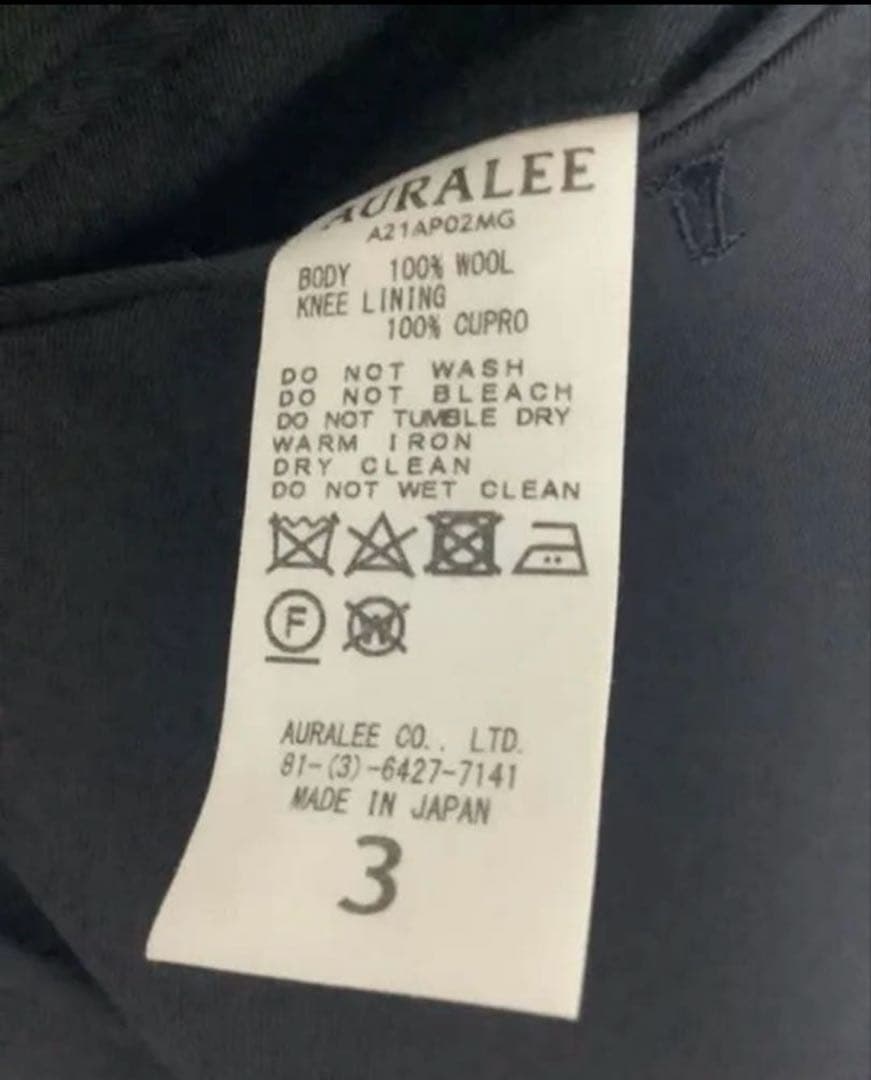 AURALEE
A21AP02MG
BODY 100% WOOL
KNEE LINING
100% CUPRO
DO NOT WASH
DO NOT BLEACH
DO NOT TUMBLE DRY
WARM IRON
DRY CLEAN
DO NOT WET CLEAN
F W
AURALEE CO., LTD.
81-(3)-6427-7141
MADE IN JAPAN
3